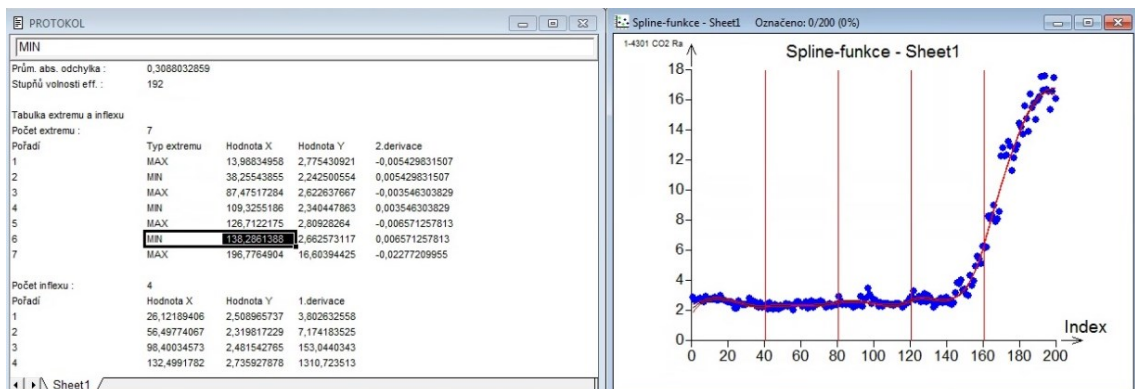 PROTOKOL
MIN
Prům. abs. odchylka : 0,3088032859
Stupňů volnosti eff. : 192
Tabulka extremu a inflexu
Počet extremu : 7
Pořadí Typ extremu Hodnota X Hodnota Y 2.derivace
1 MAX 13,98834958 2,775430921 -0,005429831507
2 MIN 38,25543855 2,242500554 0,005429831507
3 MAX 87,47517284 2,622637667 -0,003546303829
4 MIN 109,3255186 2,340447863 0,003546303829
5 MAX 126,7122175 2,80928264 -0,006571257813
6 MIN 138,2861388 2,662573117 0,006571257813
7 MAX 196,7764904 16,60394425 -0,02277209955
Počet inflexu : 4
Pořadí Hodnota X Hodnota Y 1.derivace
1 26,12189406 2,508965737 3,802632558
2 56,49774067 2,319817229 7,174183525
3 98,40034573 2,481542765 153,0440343
4 132,4991782 2,735927878 1310,723513
Sheet1
Spline-funkce - Sheet1 Označeno: 0/200 (0%)
1-4301 CO2 Ra
Spline-funkce - Sheet1
18
16
14
12
10
8
6
4
2
0
Index
0 20 40 60 80 100 120 140 160 180 200